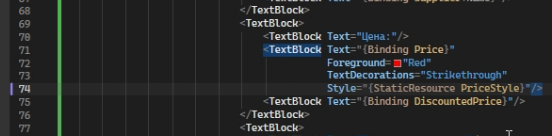 68 </TextBlock>
69 <TextBlock>
70 <TextBlock Text="Цена:"/>
71 <TextBlock Text="{Binding Price}"
72 Foreground="Red"
73 TextDecorations="Strikethrough"
74 Style="{StaticResource PriceStyle}"/>
75 <TextBlock Text="{Binding DiscountedPrice}"/>
76 </TextBlock>
77 <TextBlock>